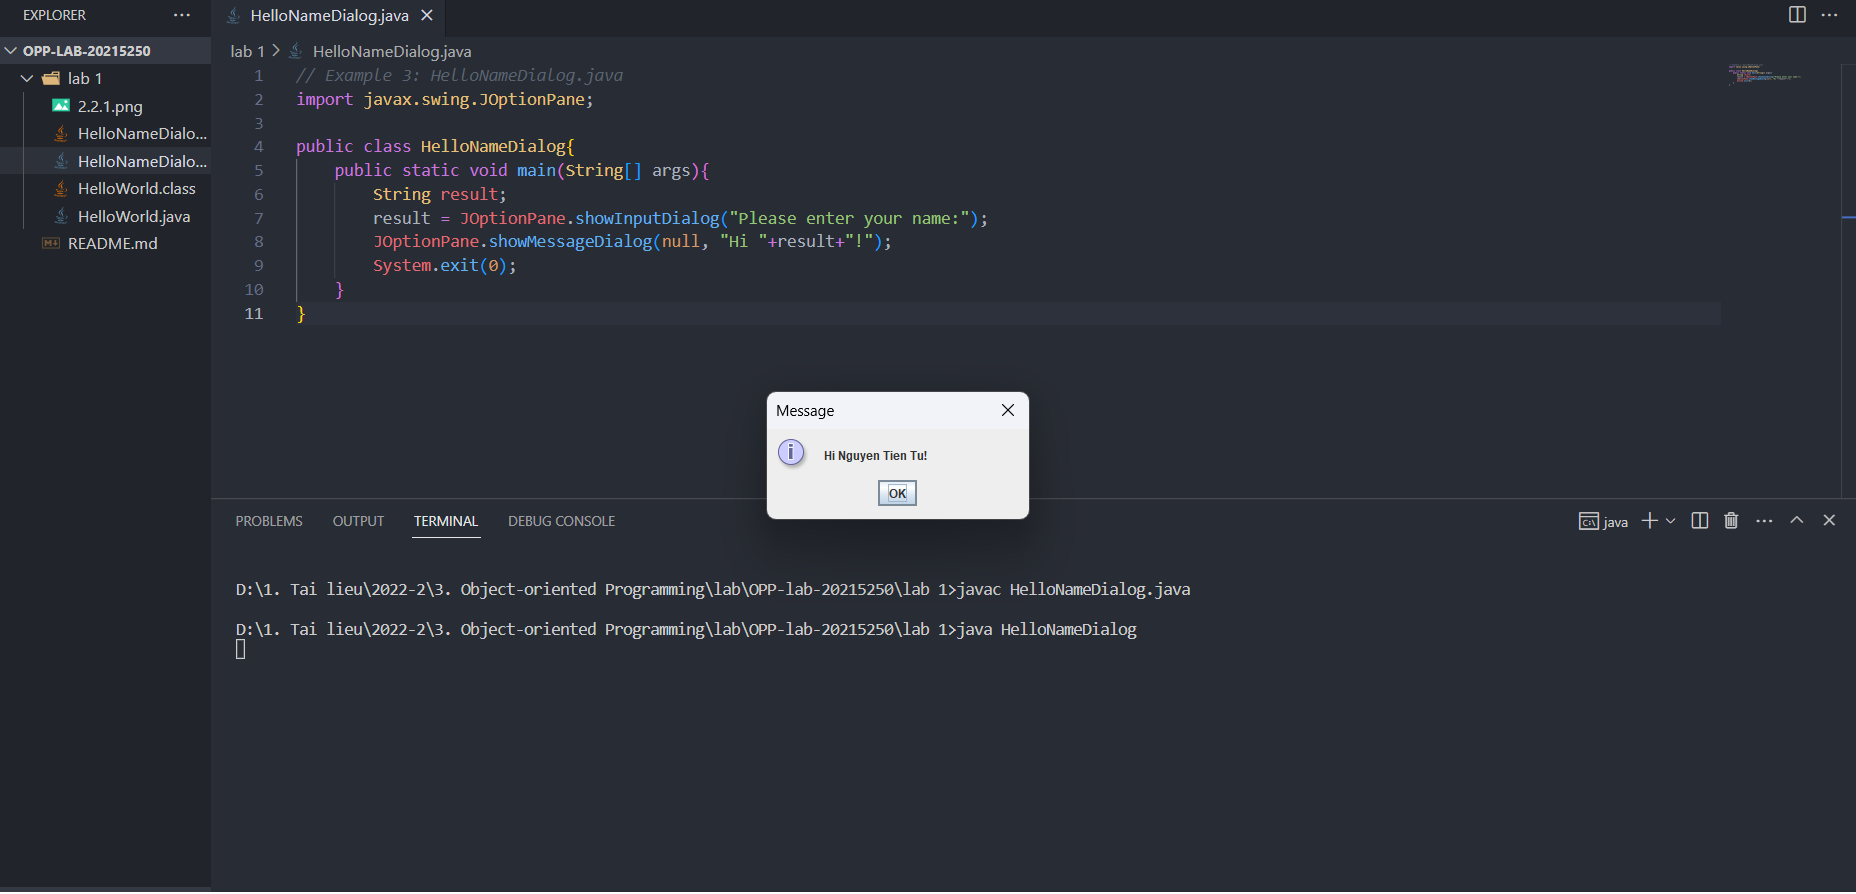 EXPLORER
OPP-LAB-20215250
lab 1
2.2.1.png
HelloNameDialo...
HelloNameDialo...
HelloWorld.class
HelloWorld.java
README.md
HelloNameDialog.java
lab 1 > HelloNameDialog.java
1 // Example 3: HelloNameDialog.java
2 import javax.swing.JOptionPane;
3
4 public class HelloNameDialog{
5 public static void main(String[] args){
6 String result;
7 result = JOptionPane.showInputDialog("Please enter your name:");
8 JOptionPane.showMessageDialog(null, "Hi "+result+"!");
9 System.exit(0);
10 }
11 }
Message
i
Hi Nguyen Tien Tu!
OK
PROBLEMS OUTPUT TERMINAL DEBUG CONSOLE
java
D:\1. Tai lieu\2022-2\3. Object-oriented Programming\lab\OPP-lab-20215250\lab 1>javac HelloNameDialog.java
D:\1. Tai lieu\2022-2\3. Object-oriented Programming\lab\OPP-lab-20215250\lab 1>java HelloNameDialog